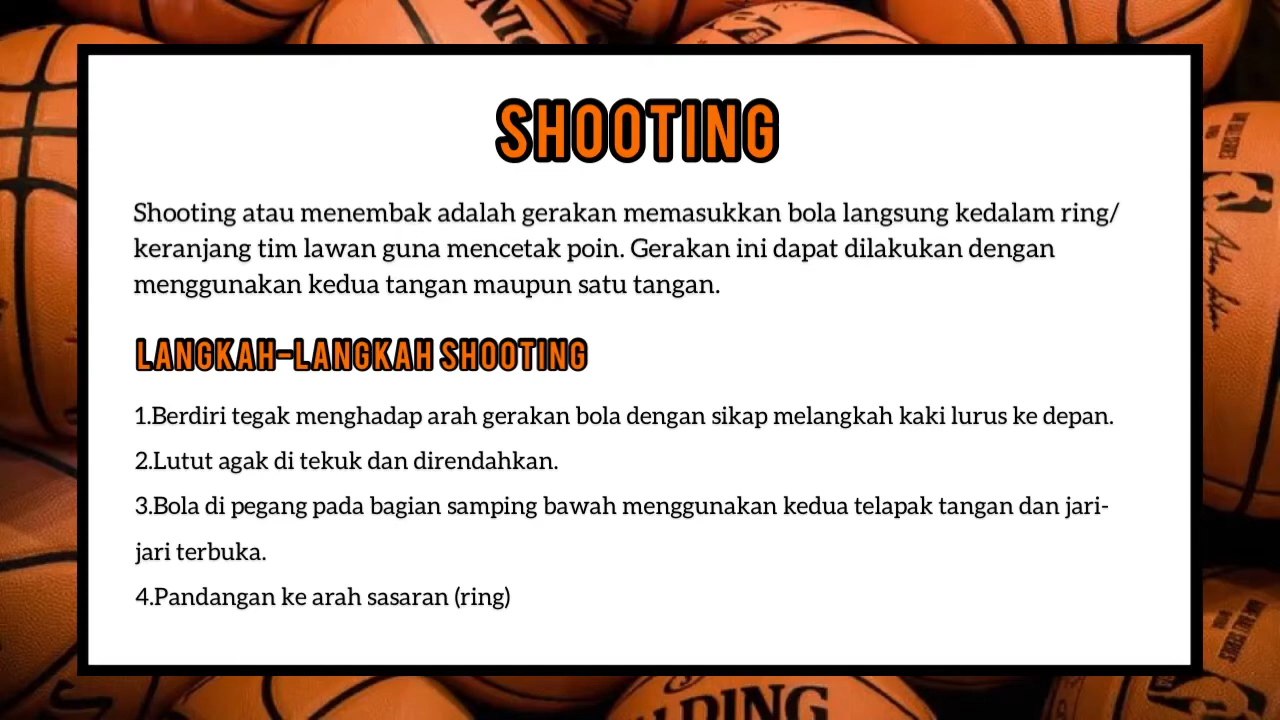 SHOOTING
Shooting atau menembak adalah gerakan memasukkan bola langsung kedalam ring/
keranjang tim lawan guna mencetak poin. Gerakan ini dapat dilakukan dengan
menggunakan kedua tangan maupun satu tangan.
LANGKAH-LANGKAH SHOOTING
1.Berdiri tegak menghadap arah gerakan bola dengan sikap melangkah kaki lurus ke depan.
2.Lutut agak di tekuk dan direndahkan.
3.Bola di pegang pada bagian samping bawah menggunakan kedua telapak tangan dan jari-
jari terbuka.
4.Pandangan ke arah sasaran (ring)